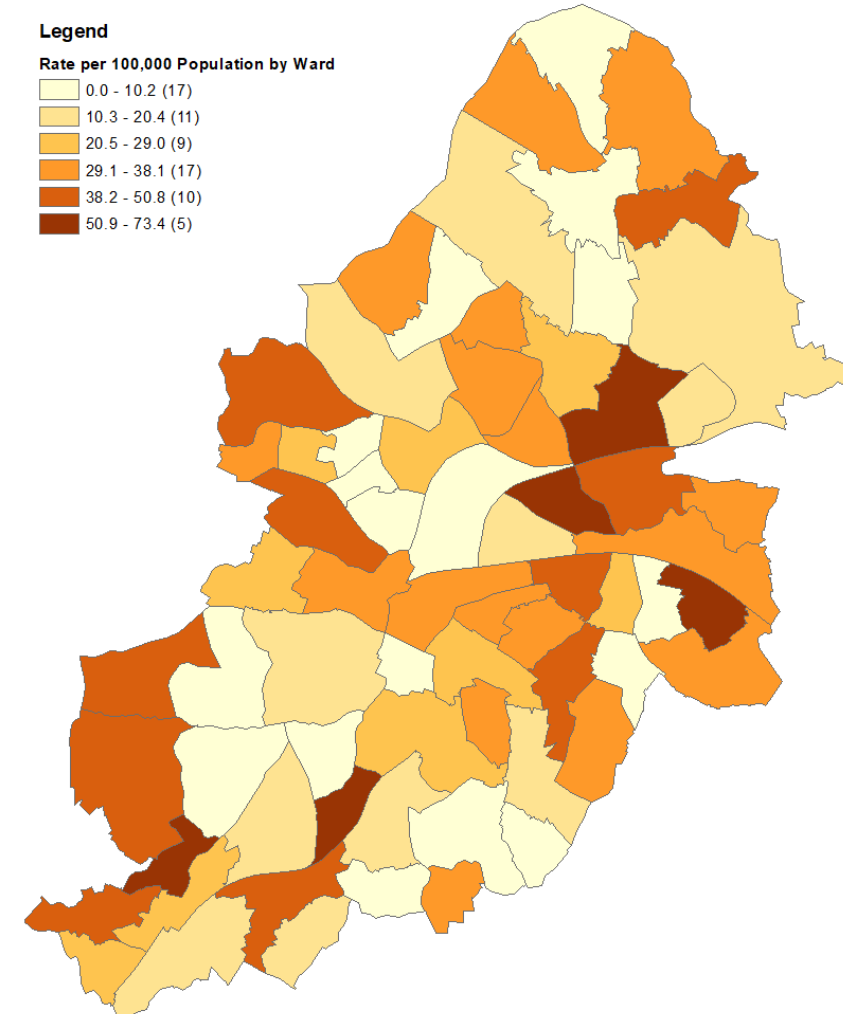 Legend
Rate per 100,000 Population by Ward
0.0 - 10.2 (17)
10.3 - 20.4 (11)
20.5 - 29.0 (9)
29.1 - 38.1 (17)
38.2 - 50.8 (10)
50.9 - 73.4 (5)